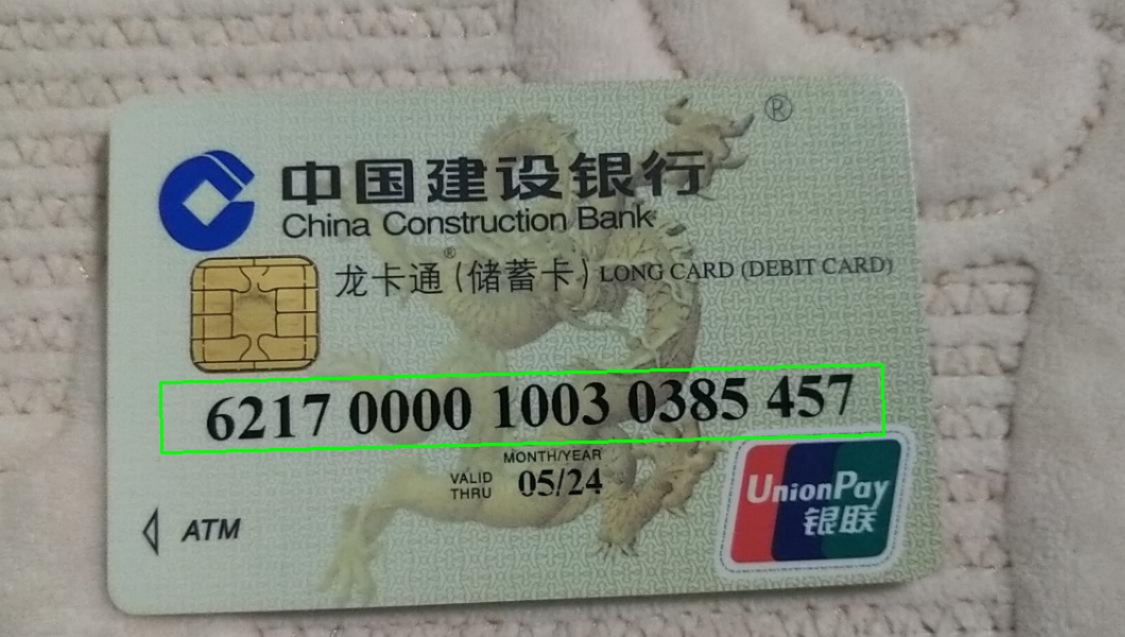 ®
中国建设银行
China Construction Bank
龙卡通®(储蓄卡) LONG CARD (DEBIT CARD)
6217 0000 1003 0385 457
MONTH/YEAR
VALID THRU 05/24
ATM
UnionPay
银联